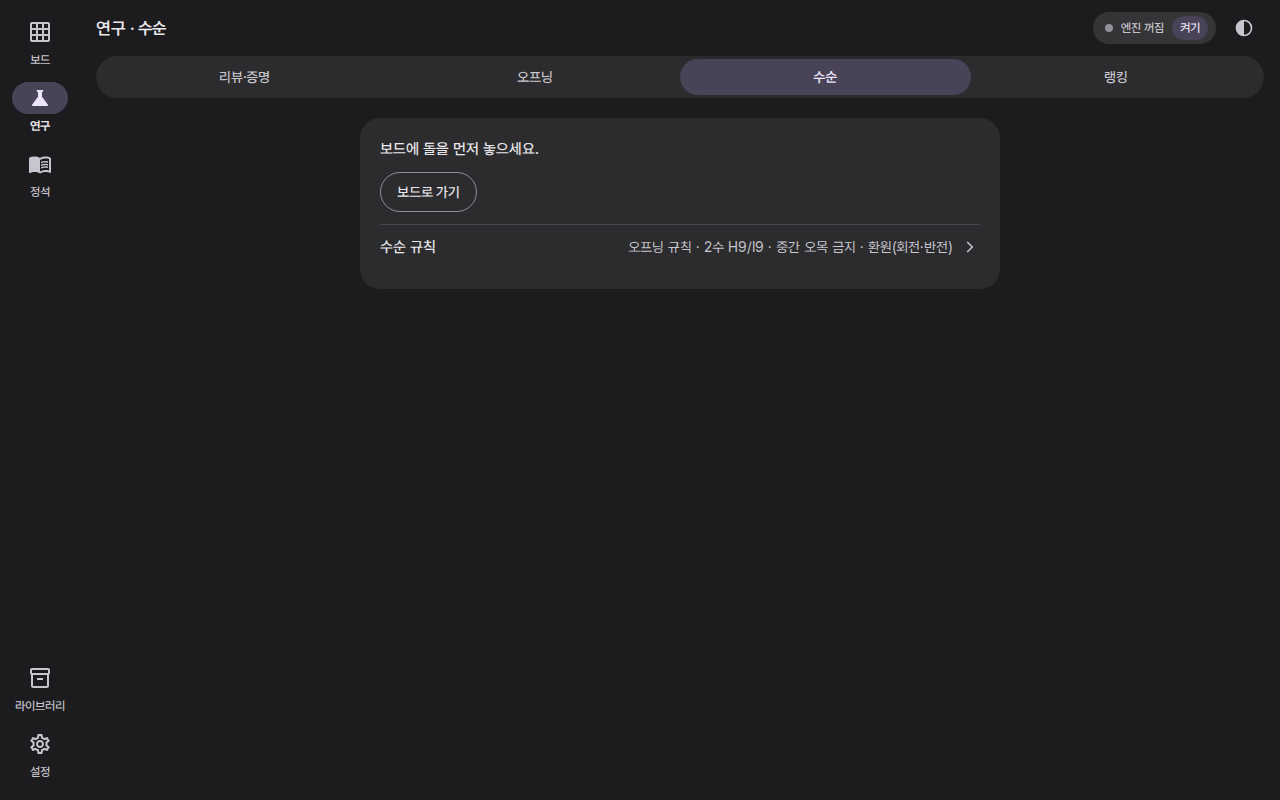 연구 · 수순
엔진 꺼짐
켜기
보드
연구
정석
리뷰·증명
오프닝
수순
랭킹
보드에 돌을 먼저 놓으세요.
보드로 가기
수순 규칙
오프닝 규칙 · 2수 H9/I9 · 중간 오목 금지 · 환원(회전·반전)
라이브러리
설정